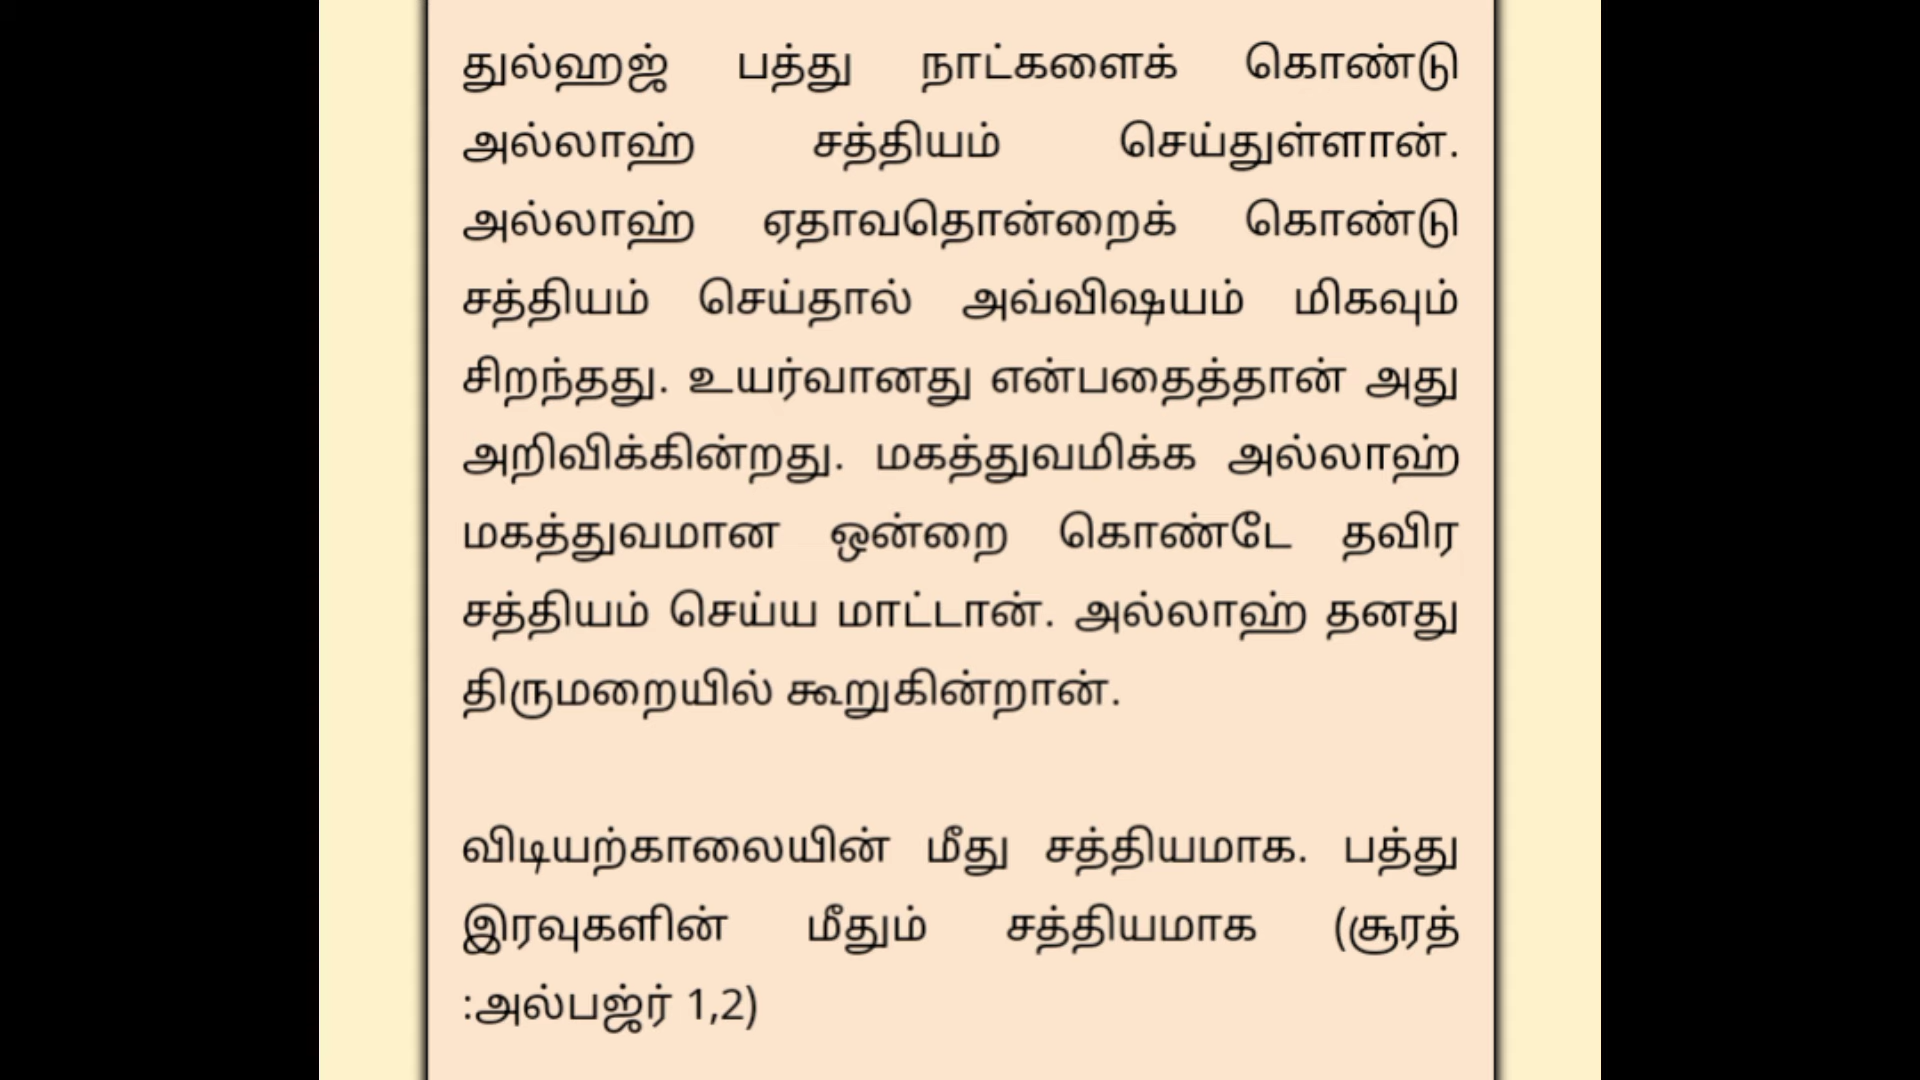 துல்ஹஜ் பத்து நாட்களைக் கொண்டு
அல்லாஹ் சத்தியம் செய்துள்ளான்.
அல்லாஹ் ஏதாவதொன்றைக் கொண்டு
சத்தியம் செய்தால் அவ்விஷயம் மிகவும்
சிறந்தது. உயர்வானது என்பதைத்தான் அது
அறிவிக்கின்றது. மகத்துவமிக்க அல்லாஹ்
மகத்துவமான ஒன்றை கொண்டே தவிர
சத்தியம் செய்ய மாட்டான். அல்லாஹ் தனது
திருமறையில் கூறுகின்றான்.
விடியற்காலையின் மீது சத்தியமாக. பத்து
இரவுகளின் மீதும் சத்தியமாக (சூரத்
:அல்பஜ்ர் 1,2)